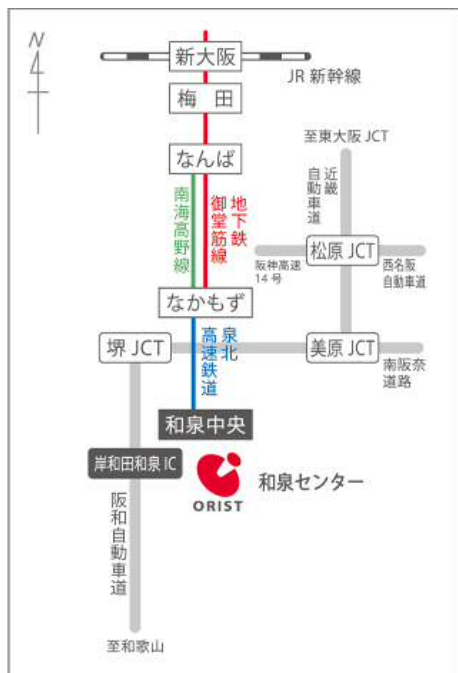 N
新大阪
JR 新幹線
梅　田
至東大阪 JCT
なんば
近畿
自動車道
南海高野線
地下鉄
御堂筋線
松原 JCT
阪神高速
14 号
西名阪
自動車道
なかもず
堺 JCT
泉北
高速鉄道
美原 JCT
南阪奈
道路
和泉中央
岸和田和泉 IC
和泉センター
ORIST
阪和自動車道
至和歌山